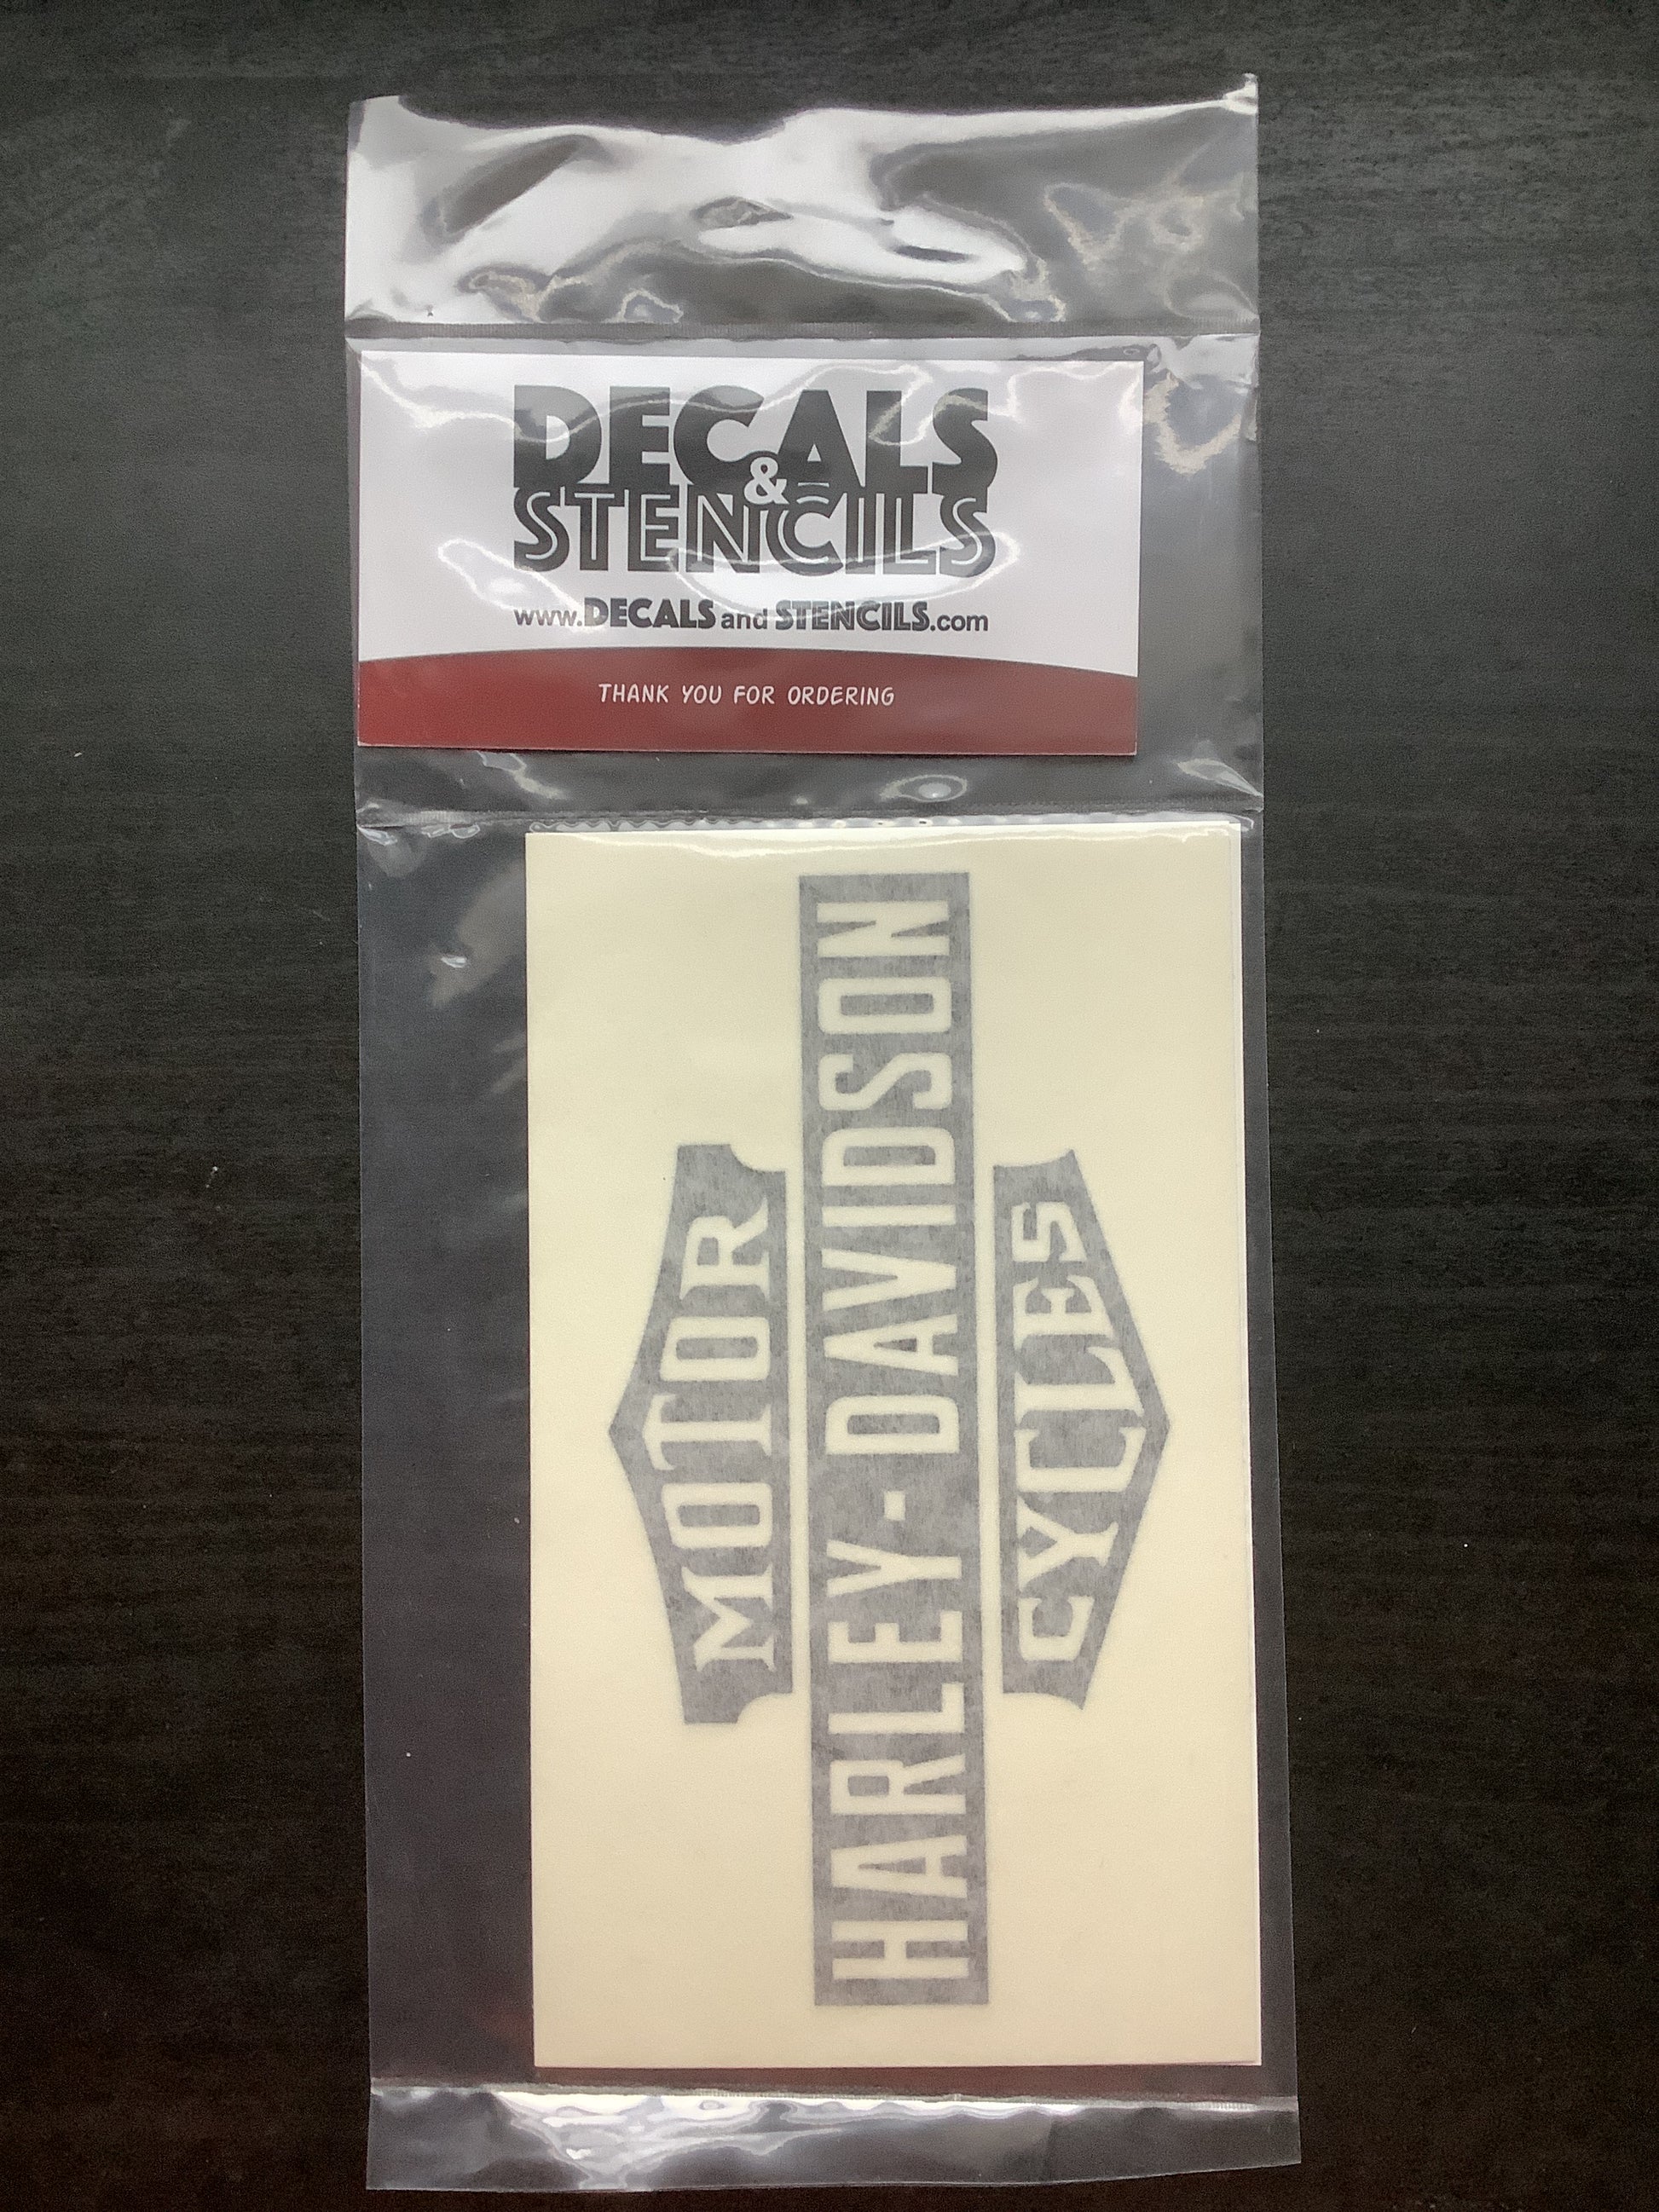 DECALS
&
STENCILS
www.DECALS and STENCILS.com
THANK YOU FOR ORDERING
MOTOR
HARLEY-DAVIDSON
CYCLES